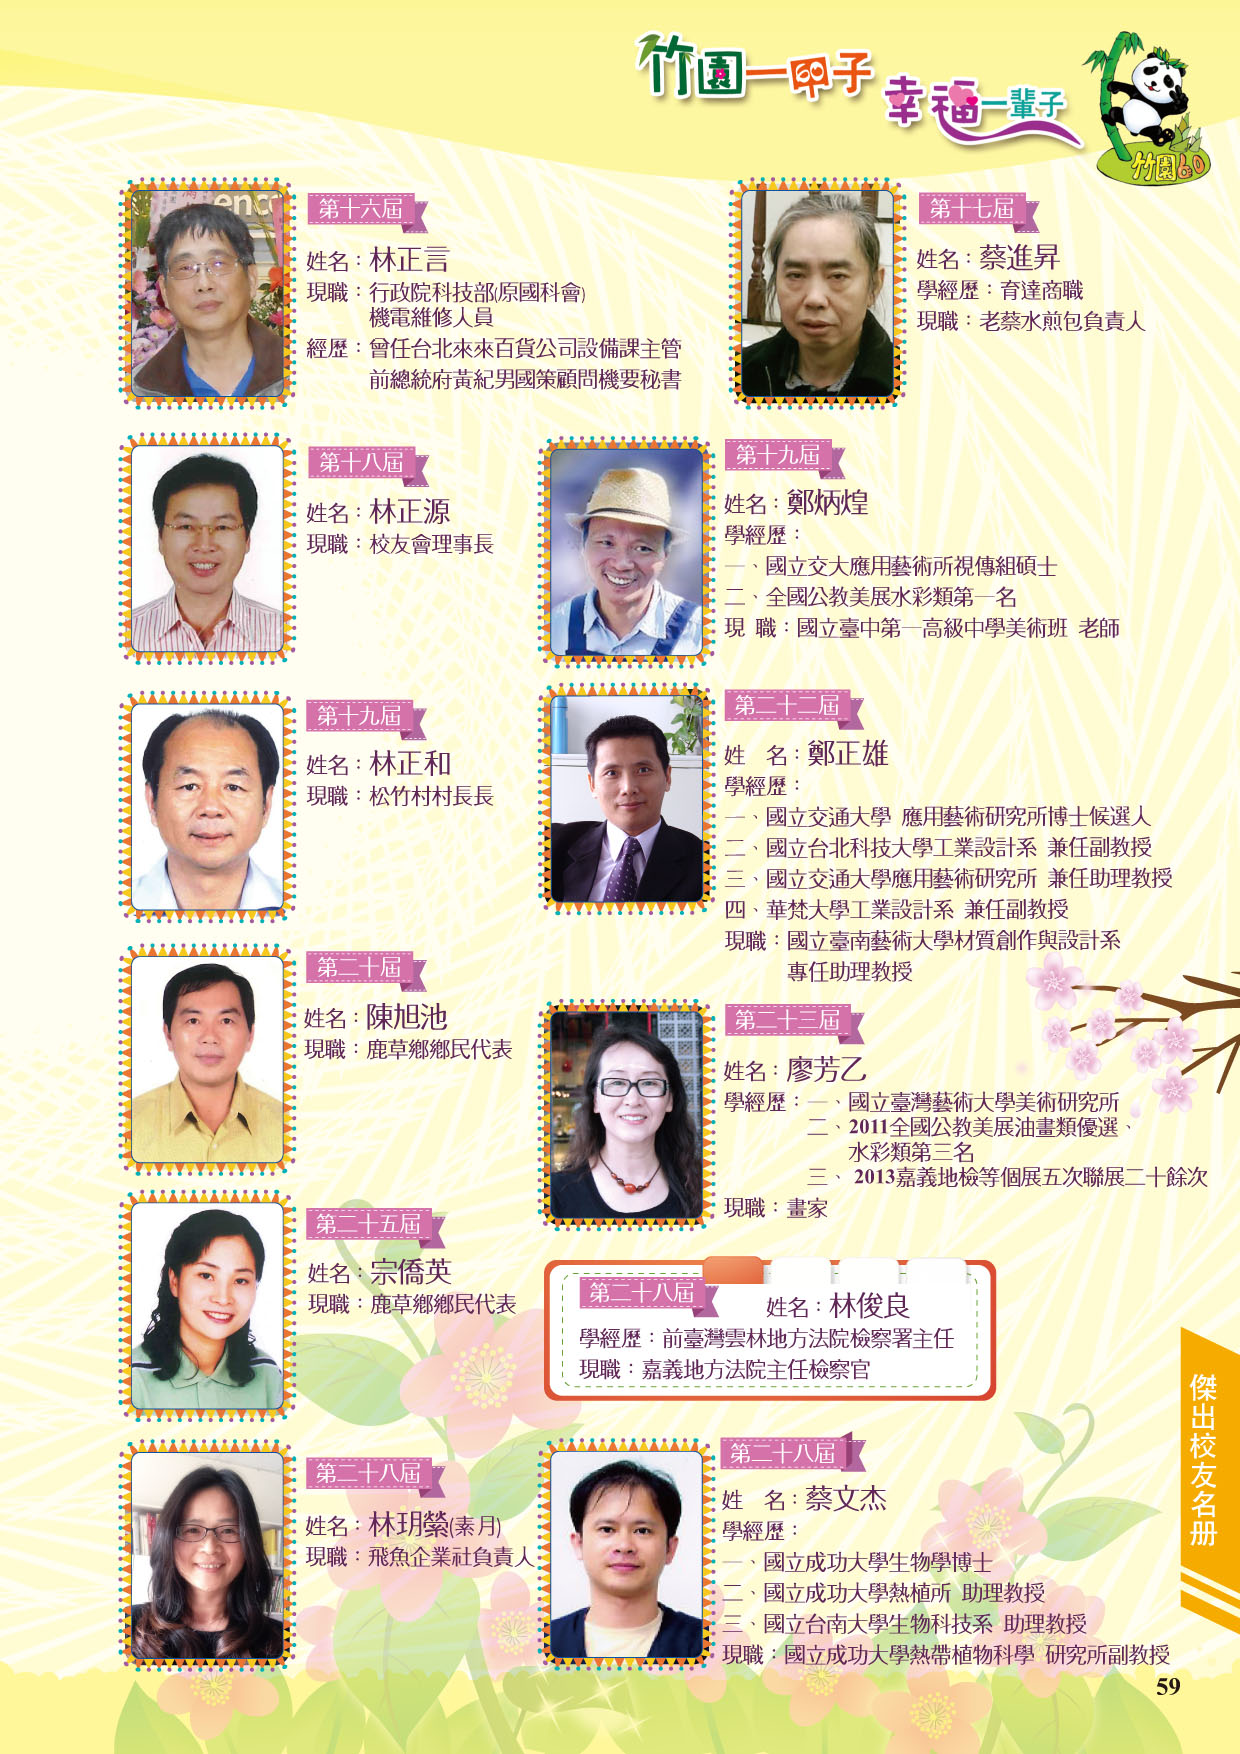 竹園一甲子
幸福一輩子
竹園60
第十六屆
姓名：林正言
現職：行政院科技部(原國科會)
機電維修人員
經歷：曾任台北來來百貨公司設備課主管
前總統府黃紀男國策顧問機要秘書
第十七屆
姓名：蔡進昇
學經歷：育達商職
現職：老蔡水煎包負責人
第十八屆
姓名：林正源
現職：校友會理事長
第十九屆
姓名：鄭炳煌
學經歷：
一、國立交大應用藝術所視傳組碩士
二、全國公教美展水彩類第一名
現 職：國立臺中第一高級中學美術班 老師
第十九屆
姓名：林正和
現職：松竹村村長長
第二十二屆
姓 名：鄭正雄
學經歷：
一、國立交通大學 應用藝術研究所博士候選人
二、國立台北科技大學工業設計系 兼任副教授
三、國立交通大學應用藝術研究所 兼任助理教授
四、華梵大學工業設計系 兼任副教授
現職：國立臺南藝術大學材質創作與設計系
專任助理教授
第二十屆
姓名：陳旭池
現職：鹿草鄉鄉民代表
第二十三屆
姓名：廖芳乙
學經歷：一、國立臺灣藝術大學美術研究所
二、2011全國公教美展油畫類優選、
水彩類第三名
三、 2013嘉義地檢等個展五次聯展二十餘次
現職：畫家
第二十五屆
姓名：宗僑英
現職：鹿草鄉鄉民代表
第二十八屆
姓名：林俊良
學經歷：前臺灣雲林地方法院檢察署主任
現職：嘉義地方法院主任檢察官
第二十八屆
姓名：林玥縈(素月)
現職：飛魚企業社負責人
第二十八屆
姓 名：蔡文杰
學經歷：
一、國立成功大學生物學博士
二、國立成功大學熱植所 助理教授
三、國立台南大學生物科技系 助理教授
現職：國立成功大學熱帶植物科學 研究所副教授
傑出校友名冊
59